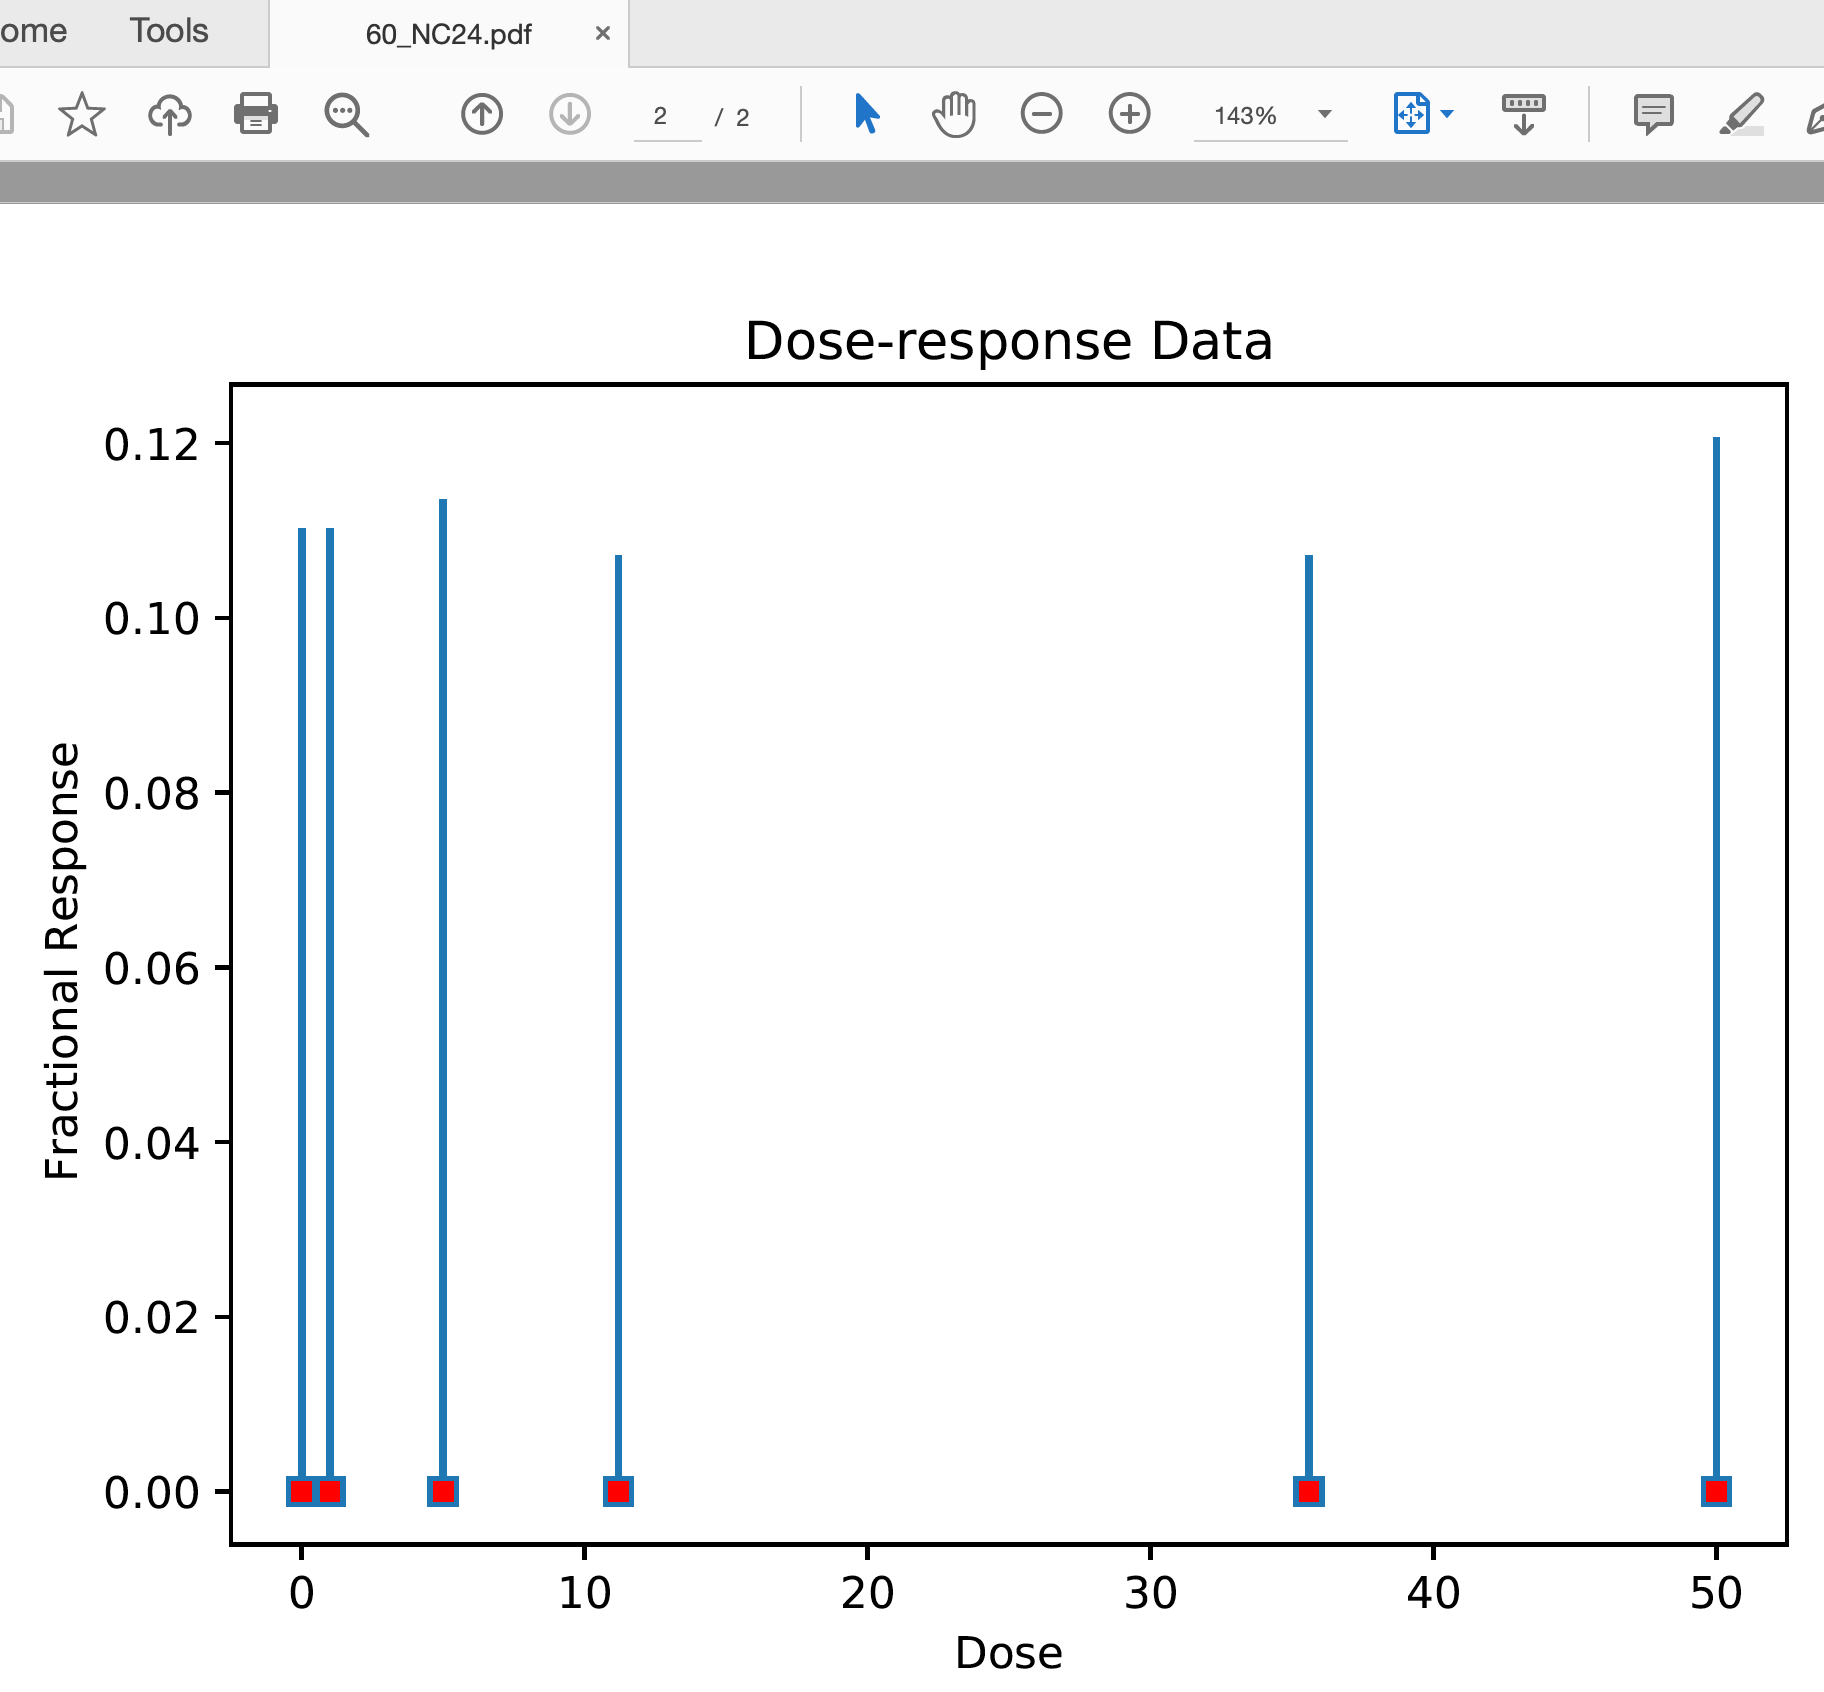 ome Tools 60_NC24.pdf ×
2 / 2 143%
Dose-response Data
0.12
0.10
0.08
0.06
0.04
0.02
0.00
Fractional Response
0 10 20 30 40 50
Dose